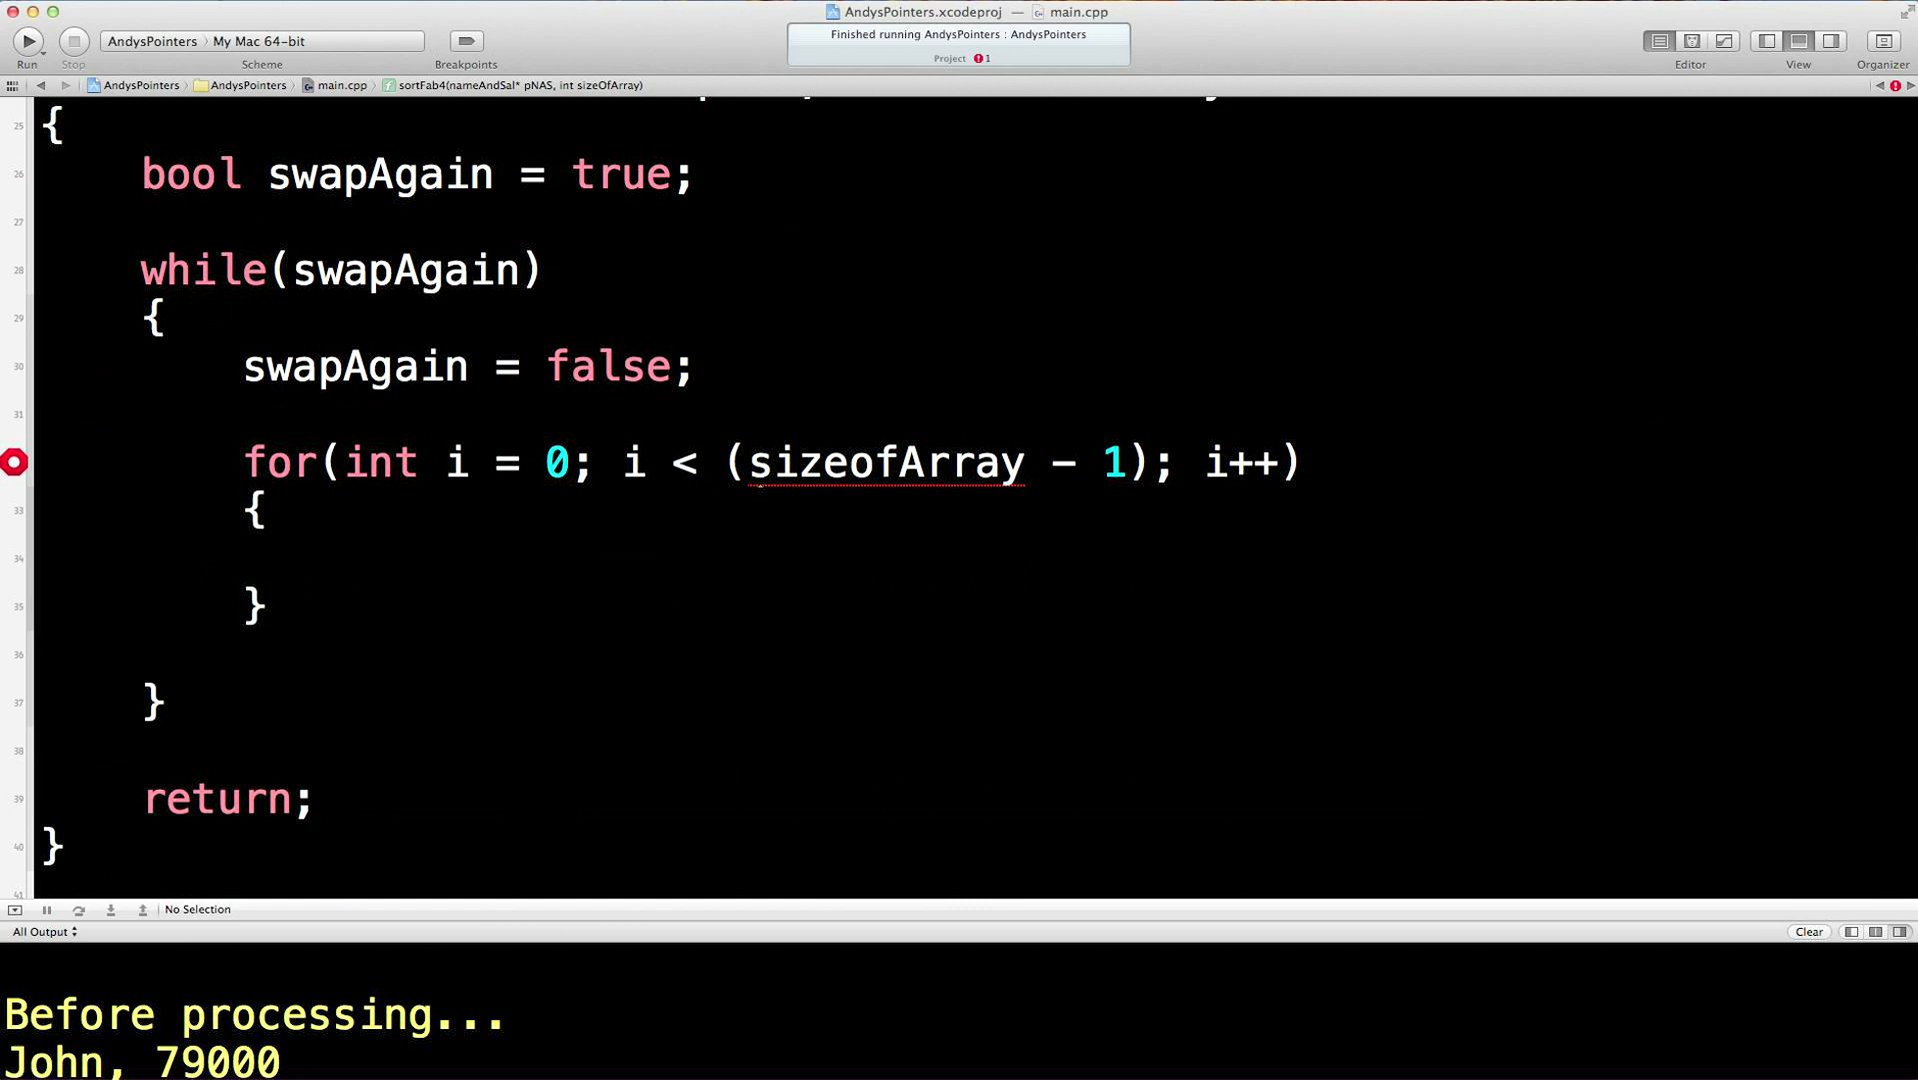 AndysPointers.xcodeproj — main.cpp
AndysPointers › My Mac 64-bit
Finished running AndysPointers : AndysPointers
Project 1
Run Stop Scheme Breakpoints Editor View Organizer
AndysPointers › AndysPointers › main.cpp › f sortFab4(nameAndSal* pNAS, int sizeOfArray)
25 {
26 bool swapAgain = true;
27
28 while(swapAgain)
29 {
30 swapAgain = false;
31
for(int i = 0; i < (sizeofArray - 1); i++)
33 {
34
35 }
36
37 }
38
39 return;
40 }
41
No Selection
All Output Clear
Before processing...
John, 79000